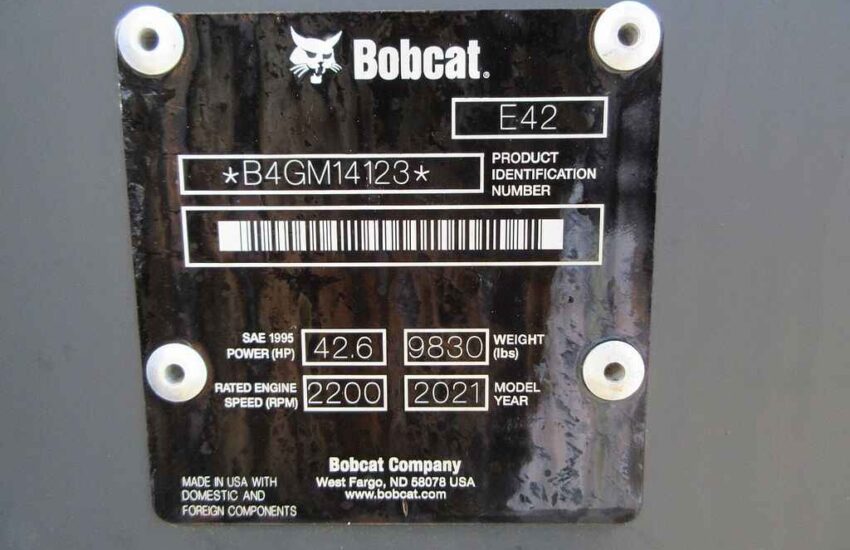 Bobcat.
E42
*B4GM14123*
PRODUCT
IDENTIFICATION
NUMBER
SAE 1995
POWER (HP)
42.6
9830
WEIGHT
(lbs)
RATED ENGINE
SPEED (RPM)
2200
2021
MODEL
YEAR
Bobcat Company
West Fargo, ND 58078 USA
www.bobcat.com
MADE IN USA WITH
DOMESTIC AND
FOREIGN COMPONENTS